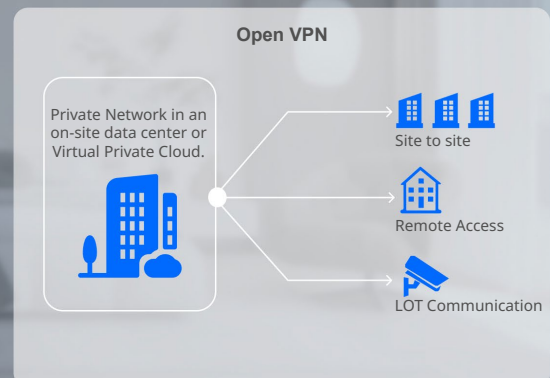 Open VPN
Private Network in an
on-site data center or
Virtual Private Cloud.
Site to site
Remote Access
LOT Communication